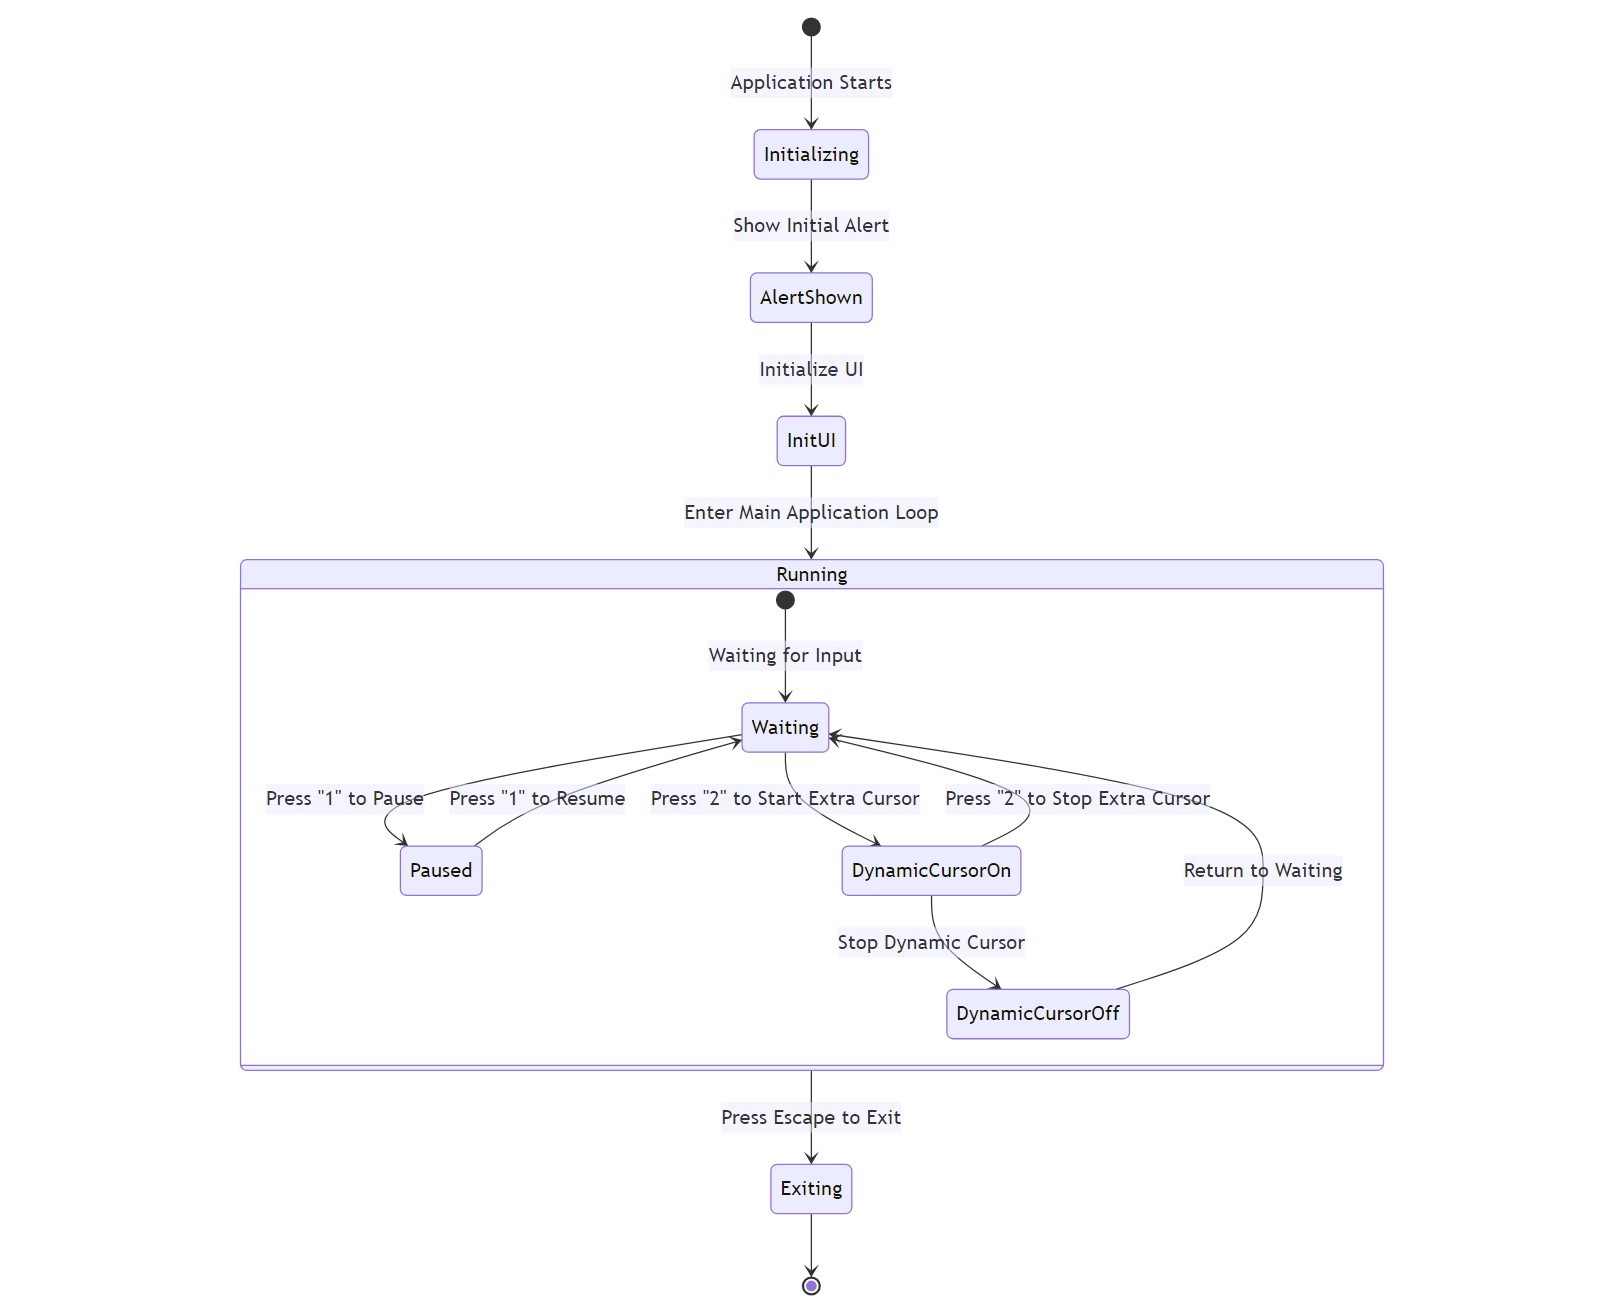 Application Starts
Initializing
Show Initial Alert
AlertShown
Initialize UI
InitUI
Enter Main Application Loop
Running
Waiting for Input
Waiting
Press "1" to Pause
Press "1" to Resume
Press "2" to Start Extra Cursor
Press "2" to Stop Extra Cursor
Paused
DynamicCursorOn
Return to Waiting
Stop Dynamic Cursor
DynamicCursorOff
Press Escape to Exit
Exiting